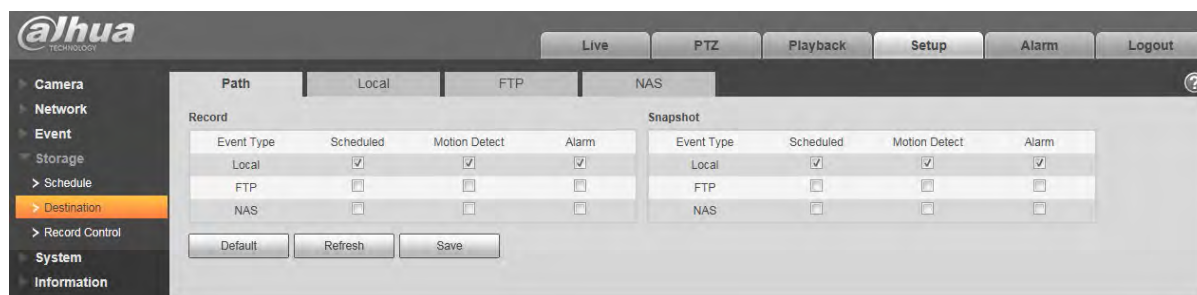 alhua
TECHNOLOGY
Live PTZ Playback Setup Alarm Logout
Camera
Network
Event
Storage
> Schedule
> Destination
> Record Control
System
Information
Path Local FTP NAS
?
Record
Event Type Scheduled Motion Detect Alarm
Local
FTP
NAS
Snapshot
Event Type Scheduled Motion Detect Alarm
Local
FTP
NAS
Default Refresh Save